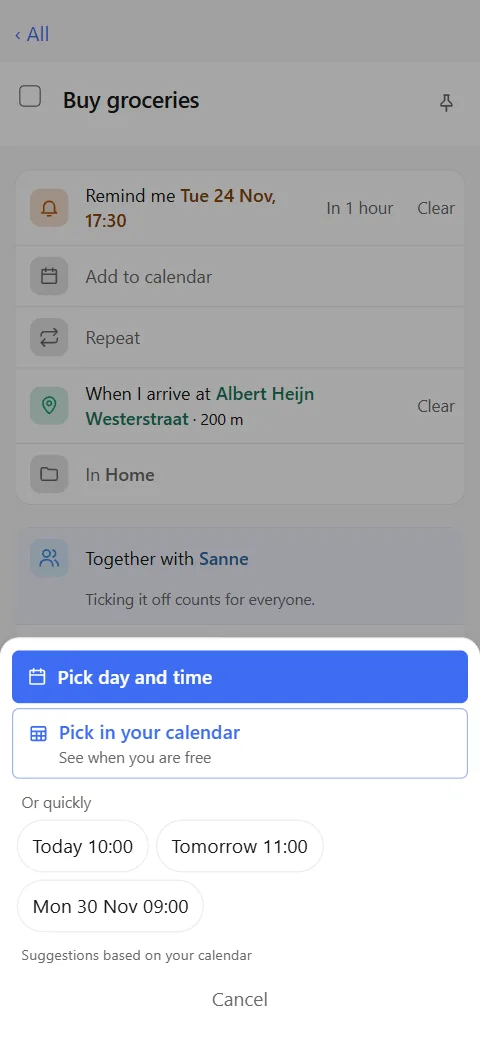 ‹ All
Buy groceries
Remind me Tue 24 Nov,
17:30
In 1 hour
Clear
Add to calendar
Repeat
When I arrive at Albert Heijn
Westerstraat · 200 m
Clear
In Home
Together with Sanne
Ticking it off counts for everyone.
Pick day and time
Pick in your calendar
See when you are free
Or quickly
Today 10:00
Tomorrow 11:00
Mon 30 Nov 09:00
Suggestions based on your calendar
Cancel